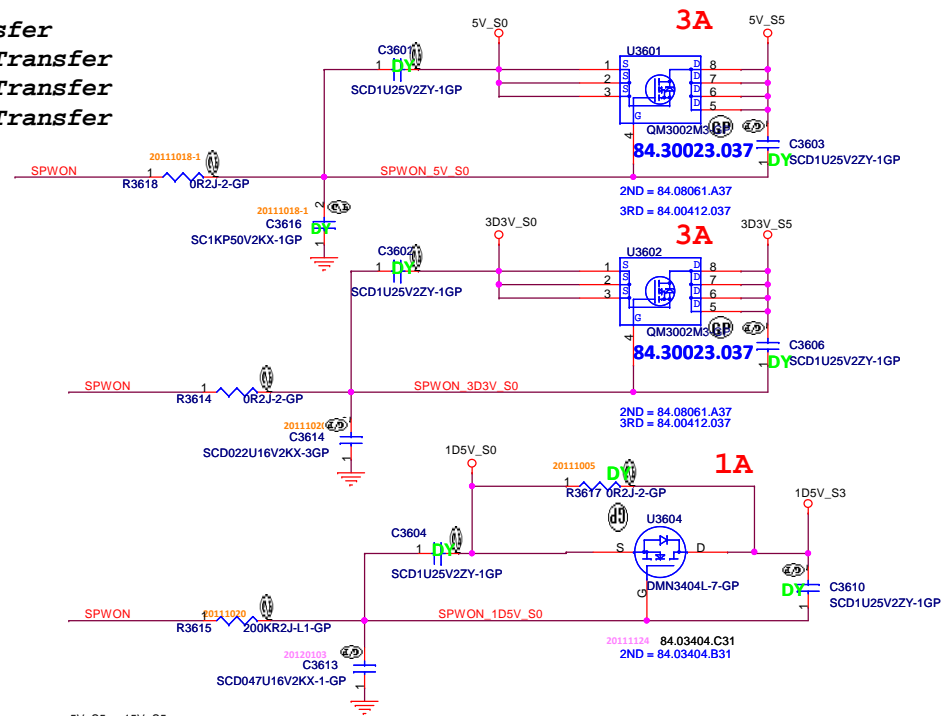 sfer
Transfer
Transfer
Transfer
5V_S0
3A
5V_S5
C3601
DY
1
SCD1U25V2ZY-1GP
U3601
1 S D 8
2 S D 7
3 S D 6
D 5
G
4
QM3002M3-GP
84.30023.037
C3603
DY
1
SCD1U25V2ZY-1GP
20111018-1
SPWON
1
R3618
0R2J-2-GP
SPWON_5V_S0
2ND = 84.08061.A37
3RD = 84.00412.037
20111018-1
2
C3616
DY
SC1KP50V2KX-1GP
1
3D3V_S0
3A
3D3V_S5
C3602
DY
1
SCD1U25V2ZY-1GP
U3602
1 S D 8
2 S D 7
3 S D 6
D 5
G
4
QM3002M3-GP
84.30023.037
C3606
DY
1
SCD1U25V2ZY-1GP
SPWON
1
R3614
0R2J-2-GP
SPWON_3D3V_S0
2ND = 84.08061.A37
3RD = 84.00412.037
C3614
SCD022U16V2KX-3GP
1
1D5V_S0
1A
20111005
DY
1
R3617 0R2J-2-GP
1D5V_S3
U3604
C3604
DY
1
SCD1U25V2ZY-1GP
S
D
G
DMN3404L-7-GP
C3610
DY
1
SCD1U25V2ZY-1GP
SPWON
20111020
1
R3615
200KR2J-L1-GP
SPWON_1D5V_S0
20111124 84.03404.C31
2ND = 84.03404.B31
20120103
C3613
SCD047U16V2KX-1-GP
1